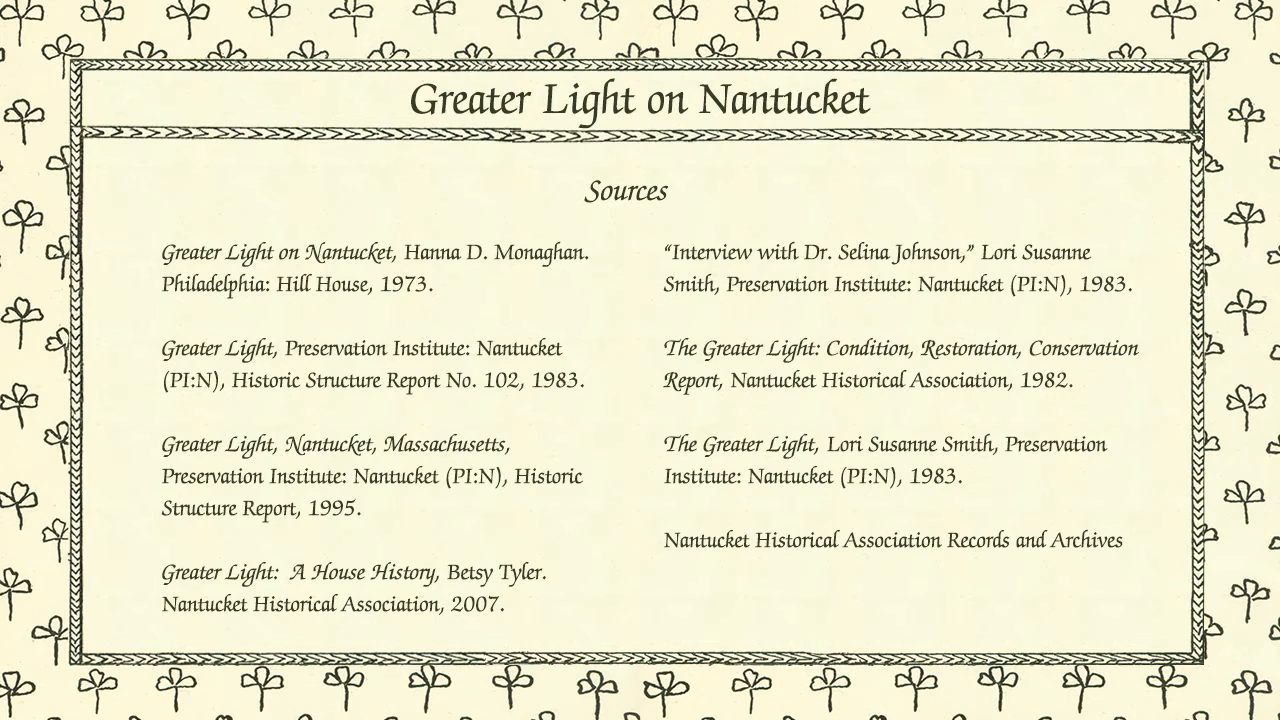 Greater Light on Nantucket
Sources
Greater Light on Nantucket, Hanna D. Monaghan.
Philadelphia: Hill House, 1973.
Greater Light, Preservation Institute: Nantucket
(PI:N), Historic Structure Report No. 102, 1983.
Greater Light, Nantucket, Massachusetts,
Preservation Institute: Nantucket (PI:N), Historic
Structure Report, 1995.
Greater Light:  A House History, Betsy Tyler.
Nantucket Historical Association, 2007.
“Interview with Dr. Selina Johnson,” Lori Susanne
Smith, Preservation Institute: Nantucket (PI:N), 1983.
The Greater Light: Condition, Restoration, Conservation
Report, Nantucket Historical Association, 1982.
The Greater Light, Lori Susanne Smith, Preservation
Institute: Nantucket (PI:N), 1983.
Nantucket Historical Association Records and Archives